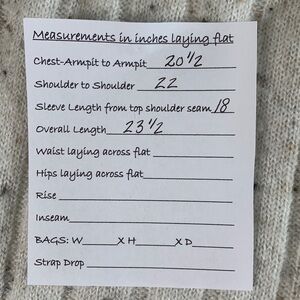 Measurements in inches laying flat
Chest-Armpit to Armpit 20 1/2
Shoulder to Shoulder 22
Sleeve Length from top shoulder seam 18
Overall Length 23 1/2
Waist laying across flat
Hips laying across flat
Rise
Inseam
BAGS: W X H X D
Strap Drop